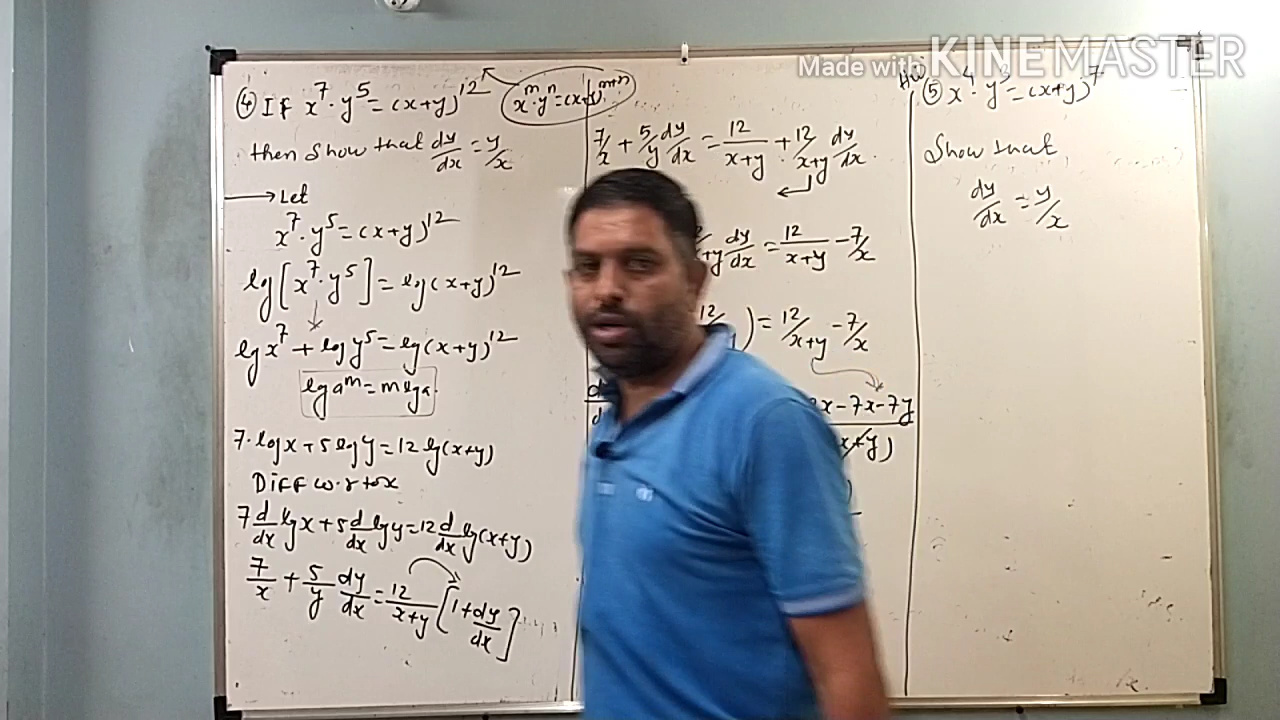 Made with KINEMASTER
④ If x⁷·y⁵=(x+y)¹²
xᵐ·yⁿ=(x+y)ᵐ⁺ⁿ
then show that dy/dx = y/x
→ Let
x⁷·y⁵=(x+y)¹²
log[x⁷·y⁵]=log(x+y)¹²
log x⁷ + log y⁵=log(x+y)¹²
log aᵐ = m log a
7·log x+5 log y=12 log(x+y)
Diff w.r to x
7 d/dx log x+5 d/dx log y=12 d/dx log(x+y)
7/x + 5/y dy/dx = 12/x+y [1+dy/dx]
7/x + 5/y dy/dx = 12/x+y + 12/x+y dy/dx
x+y dy/dx = 12/x+y - 7/x
12/ ) = 12/x+y - 7/x
x-7x-7y
x+y)
HW
⑤ x⁴·y³=(x+y)⁷
Show that
dy/dx = y/x